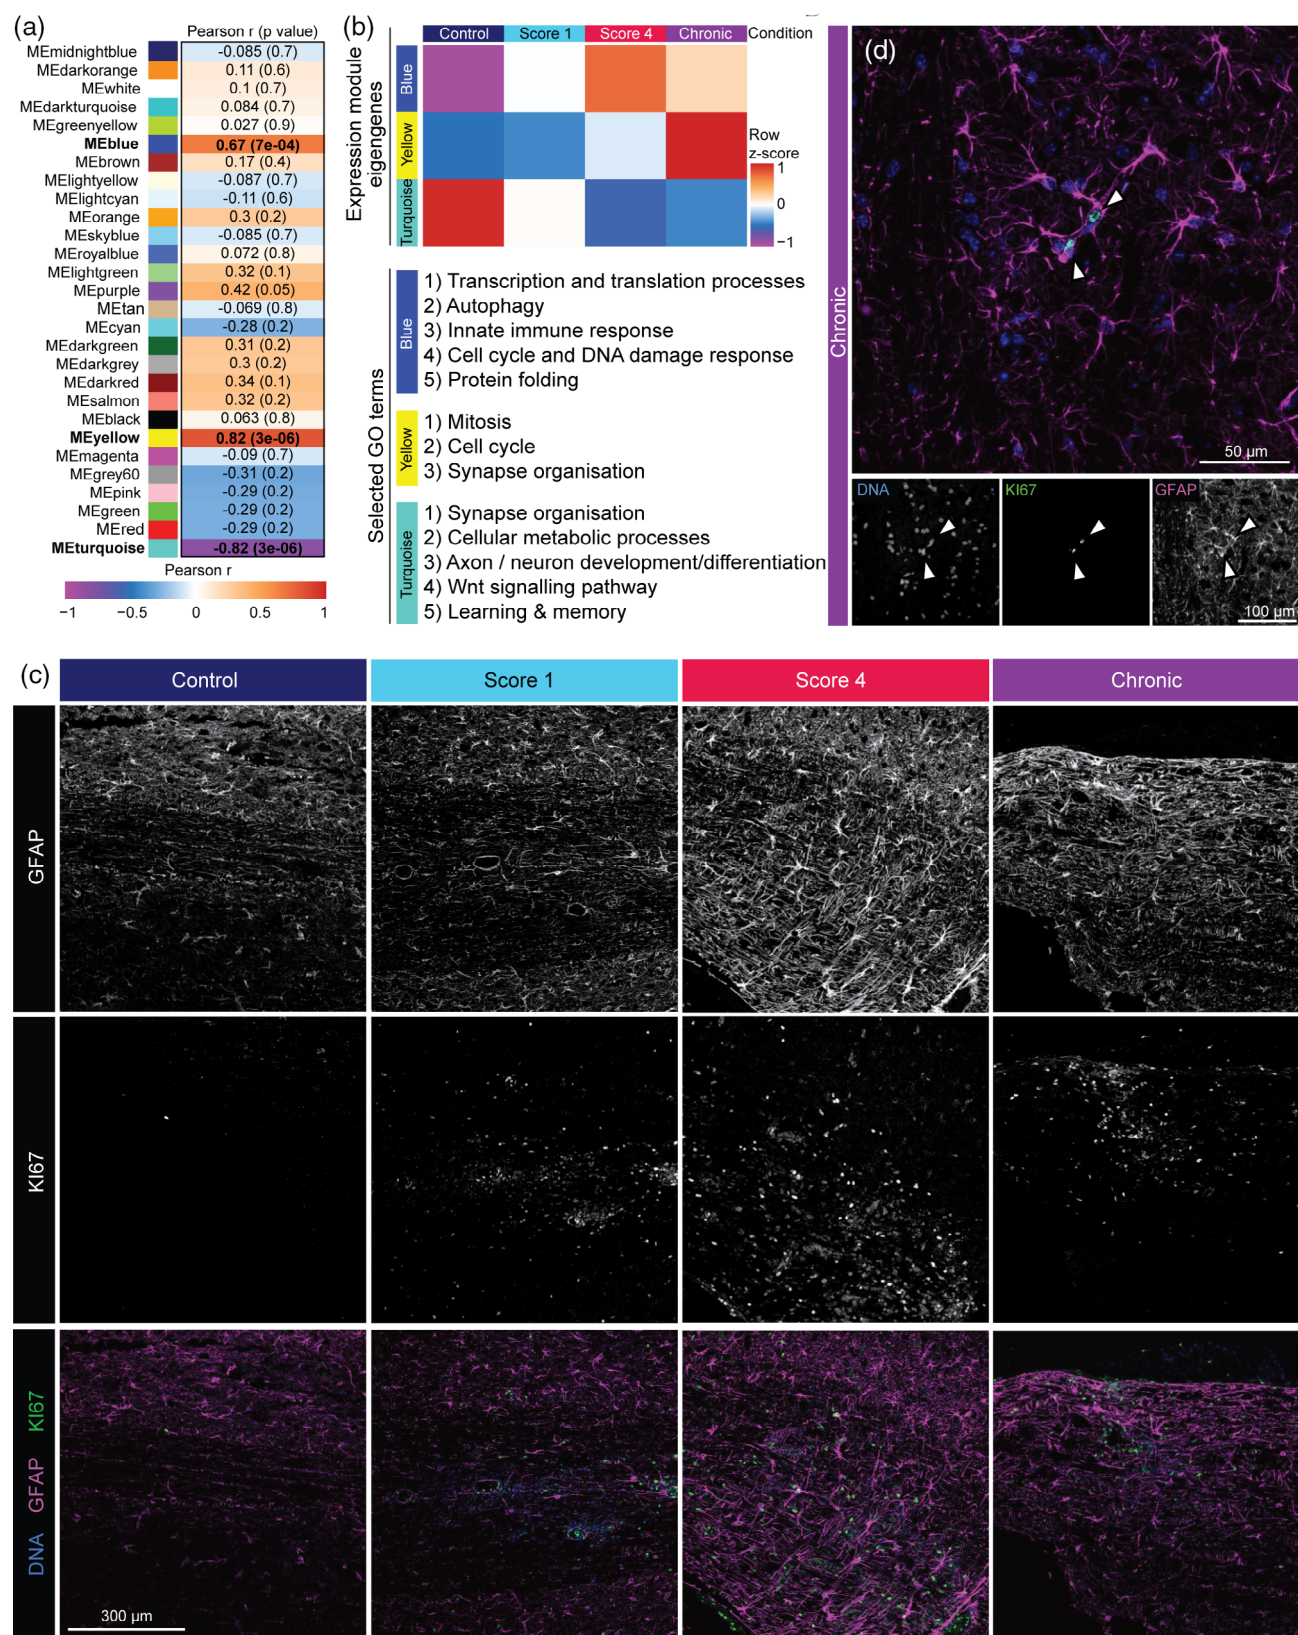 (a)
Pearson r (p value)
MEmidnightblue -0.085 (0.7)
MEdarkorange 0.11 (0.6)
MEwhite 0.1 (0.7)
MEdarkturquoise 0.084 (0.7)
MEgreenyellow 0.027 (0.9)
MEblue 0.67 (7e-04)
MEbrown 0.17 (0.4)
MElightyellow -0.087 (0.7)
MElightcyan -0.11 (0.6)
MEorange 0.3 (0.2)
MEskyblue -0.085 (0.7)
MEroyalblue 0.072 (0.8)
MElightgreen 0.32 (0.1)
MEpurple 0.42 (0.05)
MEtan -0.069 (0.8)
MEcyan -0.28 (0.2)
MEdarkgreen 0.31 (0.2)
MEdarkgrey 0.3 (0.2)
MEdarkred 0.34 (0.1)
MEsalmon 0.32 (0.2)
MEblack 0.063 (0.8)
MEyellow 0.82 (3e-06)
MEmagenta -0.09 (0.7)
MEgrey60 -0.31 (0.2)
MEpink -0.29 (0.2)
MEgreen -0.29 (0.2)
MEred -0.29 (0.2)
MEturquoise -0.82 (3e-06)
Pearson r
−1 −0.5 0 0.5 1
(b)
Control Score 1 Score 4 Chronic Condition
Expression module
eigengenes
Blue
Yellow
Turquoise
Row
z-score
1
0
−1
Selected GO terms
Blue
1) Transcription and translation processes
2) Autophagy
3) Innate immune response
4) Cell cycle and DNA damage response
5) Protein folding
Yellow
1) Mitosis
2) Cell cycle
3) Synapse organisation
Turquoise
1) Synapse organisation
2) Cellular metabolic processes
3) Axon / neuron development/differentiation
4) Wnt signalling pathway
5) Learning & memory
(d)
Chronic
50 µm
DNA KI67 GFAP
100 µm
(c)
Control Score 1 Score 4 Chronic
GFAP
KI67
DNA GFAP KI67
300 µm